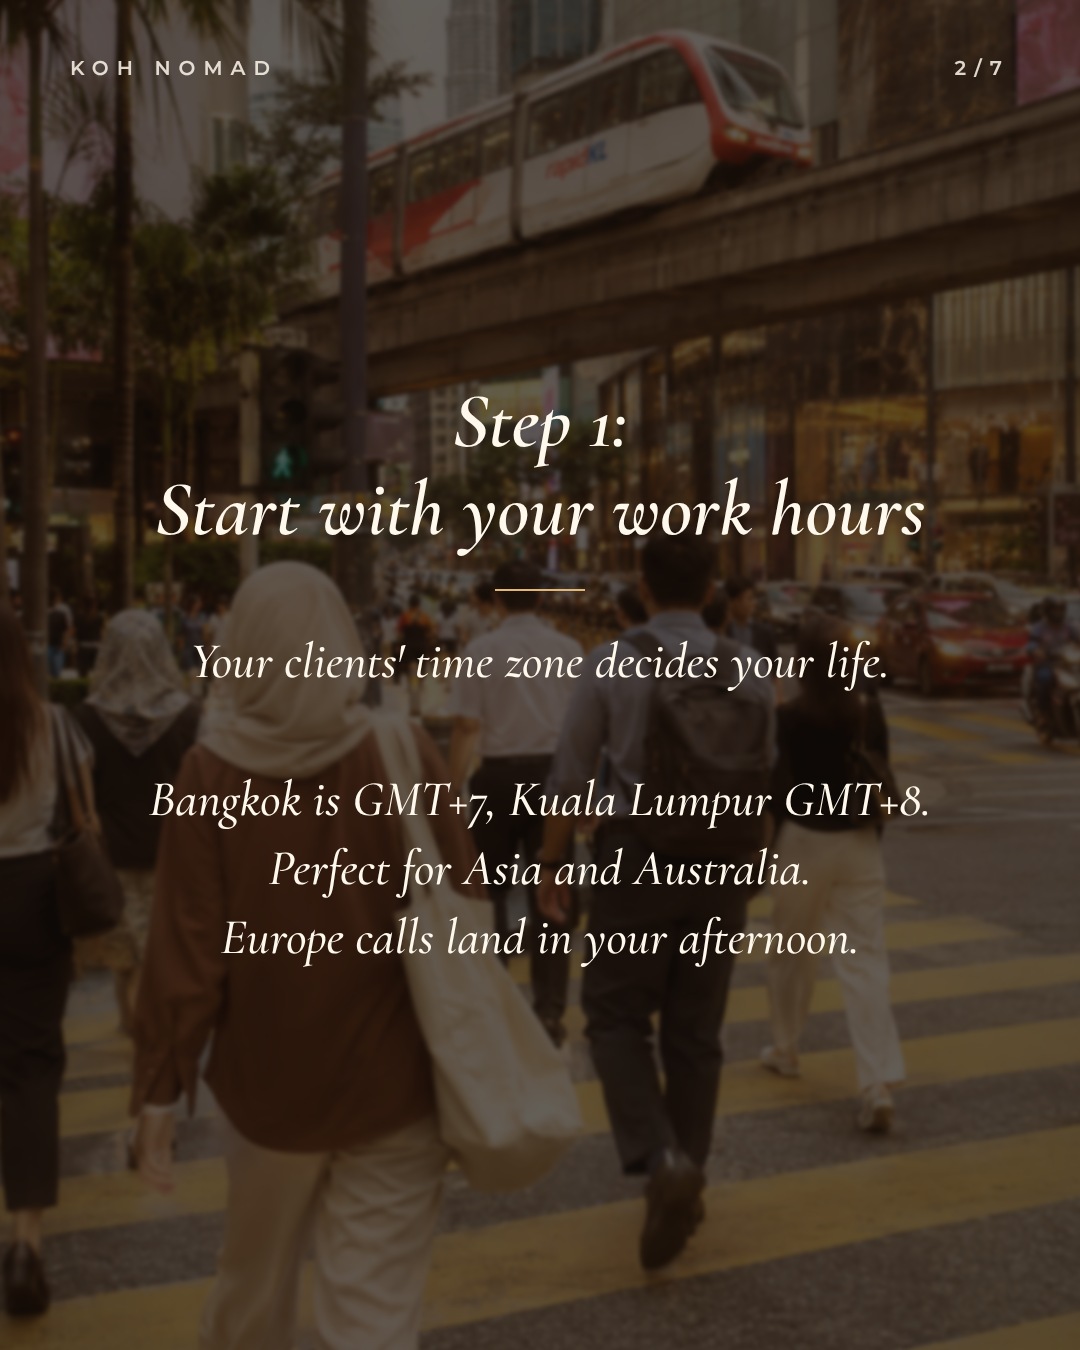 KOH NOMAD
2/7
rapidKL
Step 1:
Start with your work hours
Your clients' time zone decides your life.
Bangkok is GMT+7, Kuala Lumpur GMT+8.
Perfect for Asia and Australia.
Europe calls land in your afternoon.